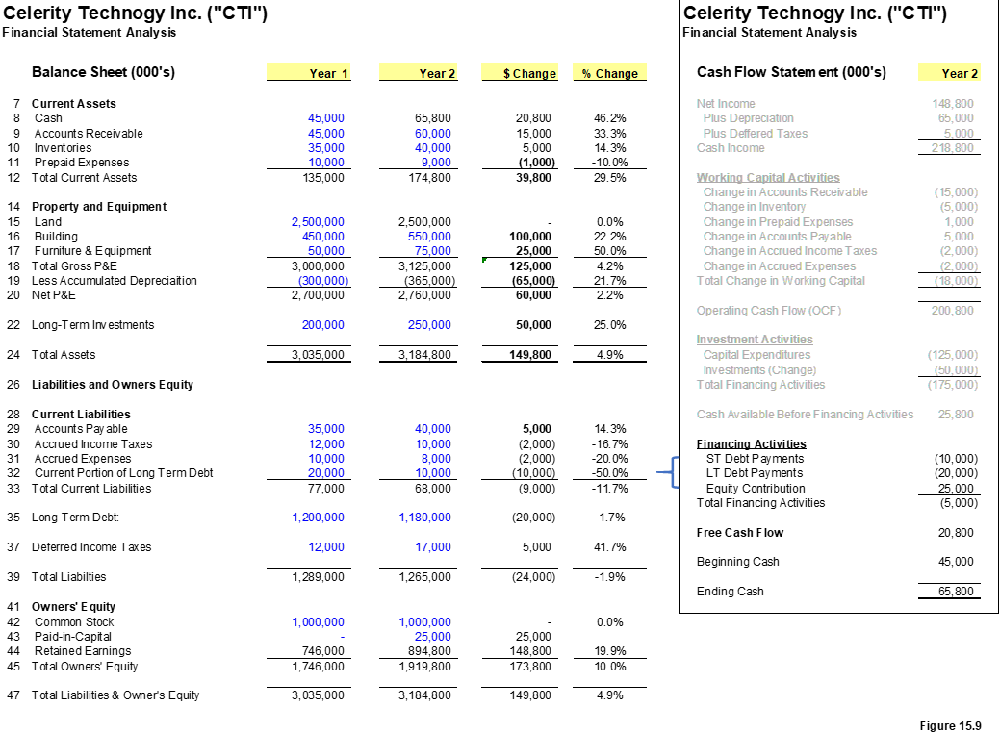 Celerity Technogy Inc. ("CTI")
Financial Statement Analysis
Balance Sheet (000's) Year 1 Year 2 $ Change % Change
7 Current Assets
8 Cash 45,000 65,800 20,800 46.2%
9 Accounts Receivable 45,000 60,000 15,000 33.3%
10 Inventories 35,000 40,000 5,000 14.3%
11 Prepaid Expenses 10,000 9,000 (1,000) -10.0%
12 Total Current Assets 135,000 174,800 39,800 29.5%
14 Property and Equipment
15 Land 2,500,000 2,500,000 - 0.0%
16 Building 450,000 550,000 100,000 22.2%
17 Furniture & Equipment 50,000 75,000 25,000 50.0%
18 Total Gross P&E 3,000,000 3,125,000 125,000 4.2%
19 Less Accumulated Depreciaition (300,000) (365,000) (65,000) 21.7%
20 Net P&E 2,700,000 2,760,000 60,000 2.2%
22 Long-Term Investments 200,000 250,000 50,000 25.0%
24 Total Assets 3,035,000 3,184,800 149,800 4.9%
26 Liabilities and Owners Equity
28 Current Liabilities
29 Accounts Payable 35,000 40,000 5,000 14.3%
30 Accrued Income Taxes 12,000 10,000 (2,000) -16.7%
31 Accrued Expenses 10,000 8,000 (2,000) -20.0%
32 Current Portion of Long Term Debt 20,000 10,000 (10,000) -50.0%
33 Total Current Liabilities 77,000 68,000 (9,000) -11.7%
35 Long-Term Debt: 1,200,000 1,180,000 (20,000) -1.7%
37 Deferred Income Taxes 12,000 17,000 5,000 41.7%
39 Total Liabilties 1,289,000 1,265,000 (24,000) -1.9%
41 Owners' Equity
42 Common Stock 1,000,000 1,000,000 - 0.0%
43 Paid-in-Capital - 25,000 25,000
44 Retained Earnings 746,000 894,800 148,800 19.9%
45 Total Owners' Equity 1,746,000 1,919,800 173,800 10.0%
47 Total Liabilities & Owner's Equity 3,035,000 3,184,800 149,800 4.9%
Celerity Technogy Inc. ("CTI")
Financial Statement Analysis
Cash Flow Statement (000's) Year 2
Net Income 148,800
Plus Depreciation 65,000
Plus Deffered Taxes 5,000
Cash Income 218,800
Working Capital Activities
Change in Accounts Receivable (15,000)
Change in Inventory (5,000)
Change in Prepaid Expenses 1,000
Change in Accounts Payable 5,000
Change in Accrued Income Taxes (2,000)
Change in Accrued Expenses (2,000)
Total Change in Working Capital (18,000)
Operating Cash Flow (OCF) 200,800
Investment Activities
Capital Expenditures (125,000)
Investments (Change) (50,000)
Total Financing Activities (175,000)
Cash Available Before Financing Activities 25,800
Financing Activities
ST Debt Payments (10,000)
LT Debt Payments (20,000)
Equity Contribution 25,000
Total Financing Activities (5,000)
Free Cash Flow 20,800
Beginning Cash 45,000
Ending Cash 65,800
Figure 15.9